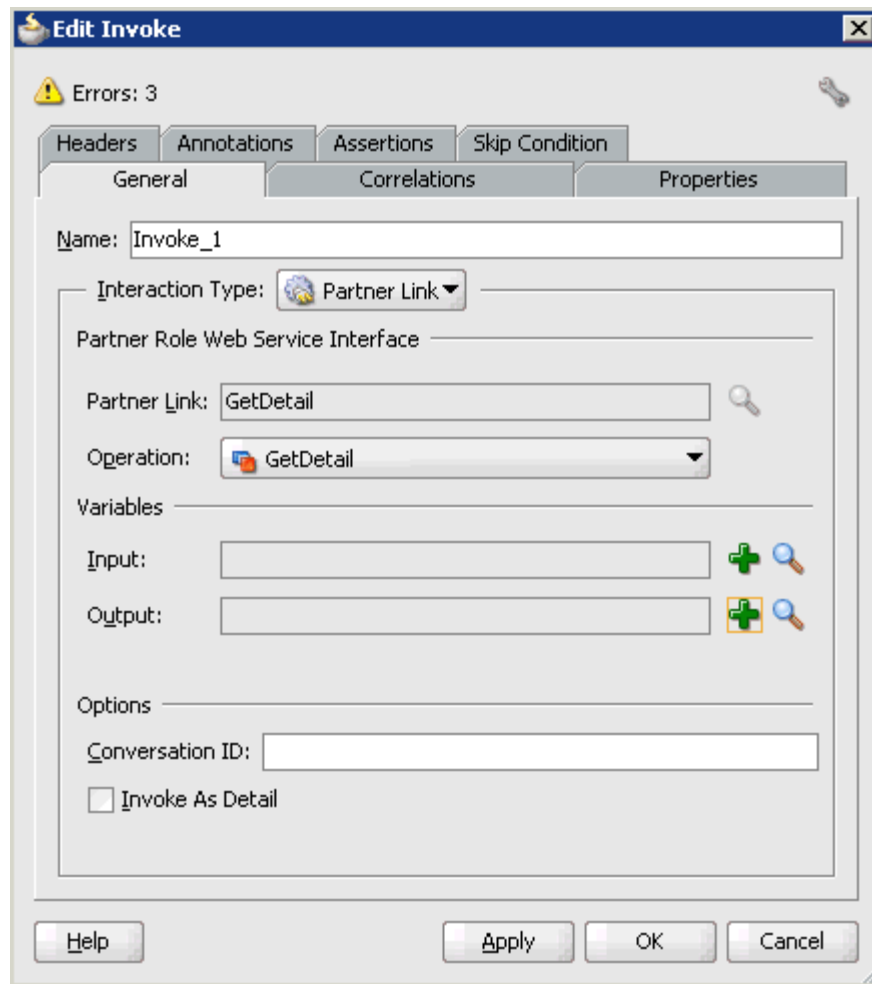 Edit Invoke
Errors: 3
Headers Annotations Assertions Skip Condition
General Correlations Properties
Name: Invoke_1
Interaction Type: Partner Link
Partner Role Web Service Interface
Partner Link: GetDetail
Operation: GetDetail
Variables
Input:
Output:
Options
Conversation ID:
Invoke As Detail
Help Apply OK Cancel